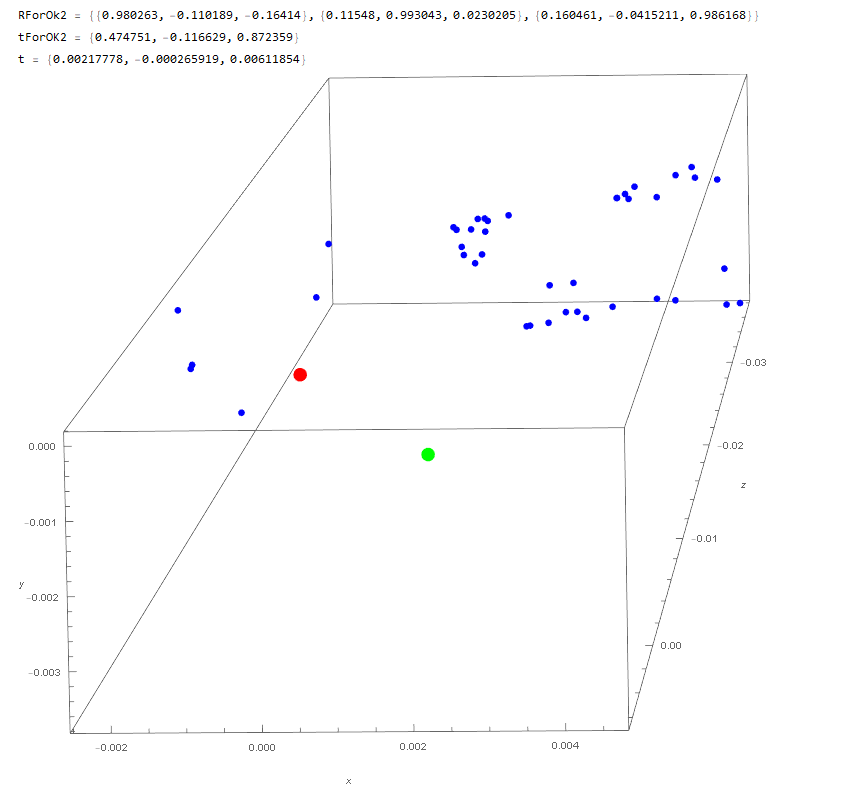 RForOk2 = {{0.980263, -0.110189, -0.16414}, {0.11548, 0.993043, 0.0230205}, {0.160461, -0.0415211, 0.986168}}
tForOk2 = {0.474751, -0.116629, 0.872359}
t = {0.00217778, -0.000265919, 0.00611854}
-0.03
0.000
-0.02
z
-0.001
-0.01
y
-0.002
0.00
-0.003
-0.002 0.000 0.002 0.004
x